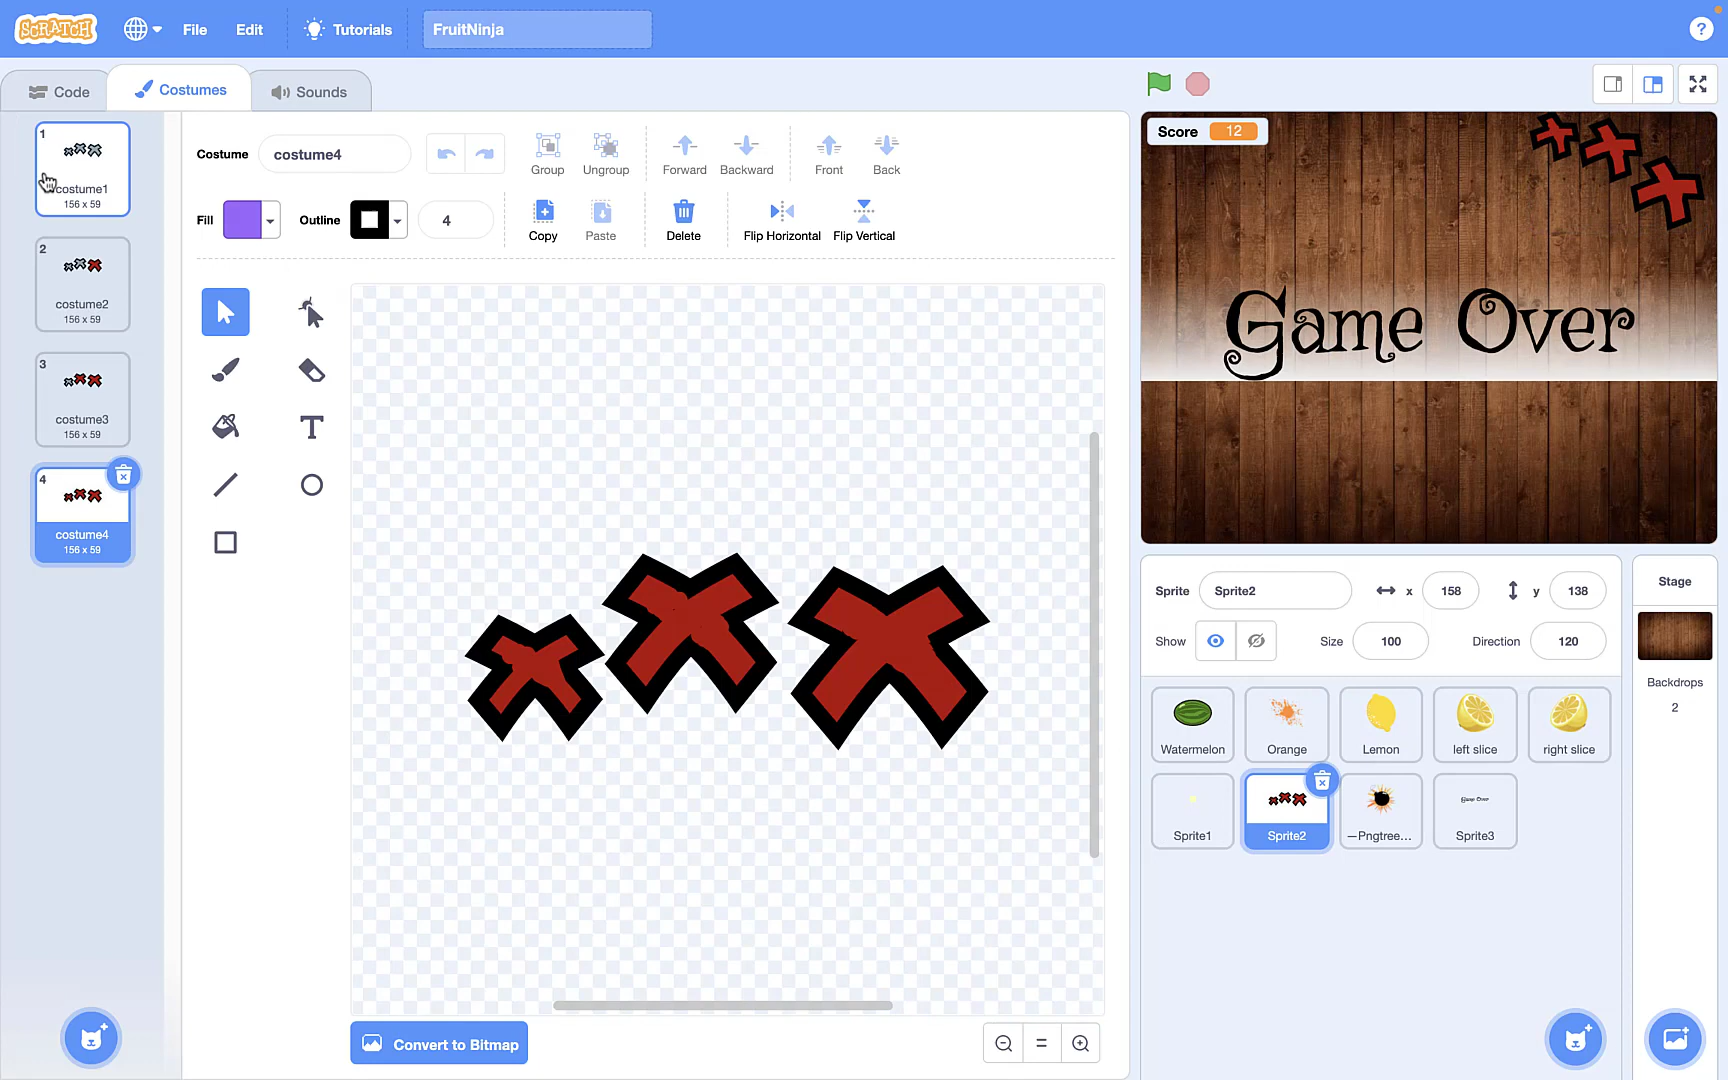 SCRATCH
File
Edit
Tutorials
FruitNinja
?
Code
Costumes
Sounds
1
costume1
156 x 59
2
costume2
156 x 59
3
costume3
156 x 59
4
costume4
156 x 59
Costume
costume4
Group
Ungroup
Forward
Backward
Front
Back
Fill
Outline
4
Copy
Paste
Delete
Flip Horizontal
Flip Vertical
T
Convert to Bitmap
Score 12
Game Over
Sprite
Sprite2
x
158
y
138
Show
Size
100
Direction
120
Stage
Backdrops
2
Watermelon
Orange
Lemon
left slice
right slice
Sprite1
Sprite2
—Pngtree...
Game Over
Sprite3